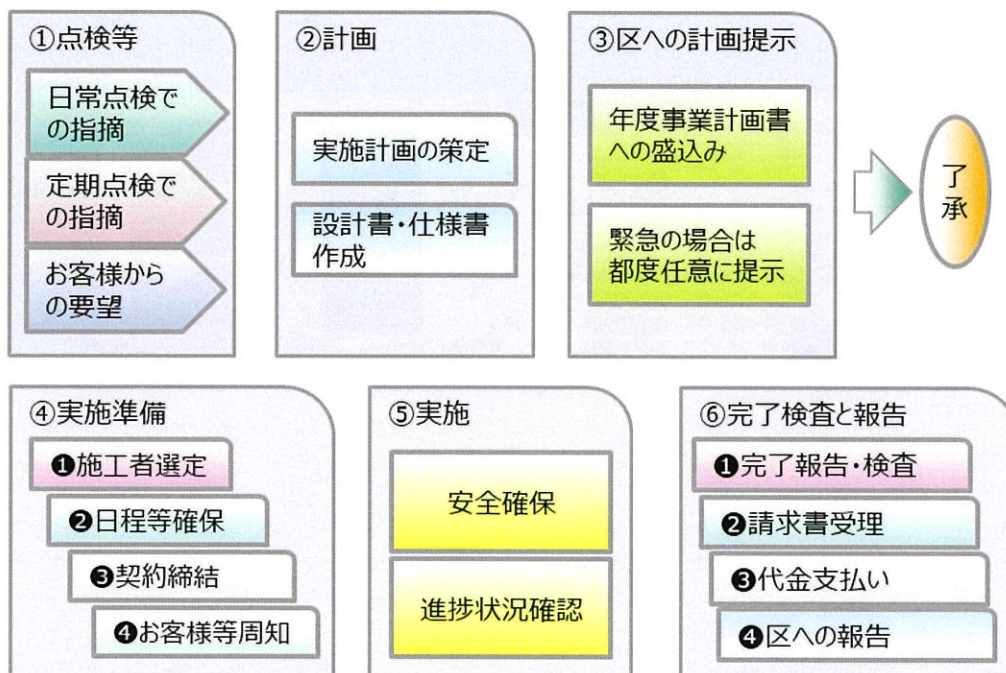 ①点検等
日常点検で
の指摘
定期点検で
の指摘
お客様から
の要望
②計画
実施計画の策定
設計書・仕様書
作成
③区への計画提示
年度事業計画書
への盛込み
緊急の場合は
都度任意に提示
了
承
④実施準備
❶施工者選定
❷日程等確保
❸契約締結
❹お客様等周知
⑤実施
安全確保
進捗状況確認
⑥完了検査と報告
❶完了報告・検査
❷請求書受理
❸代金支払い
❹区への報告